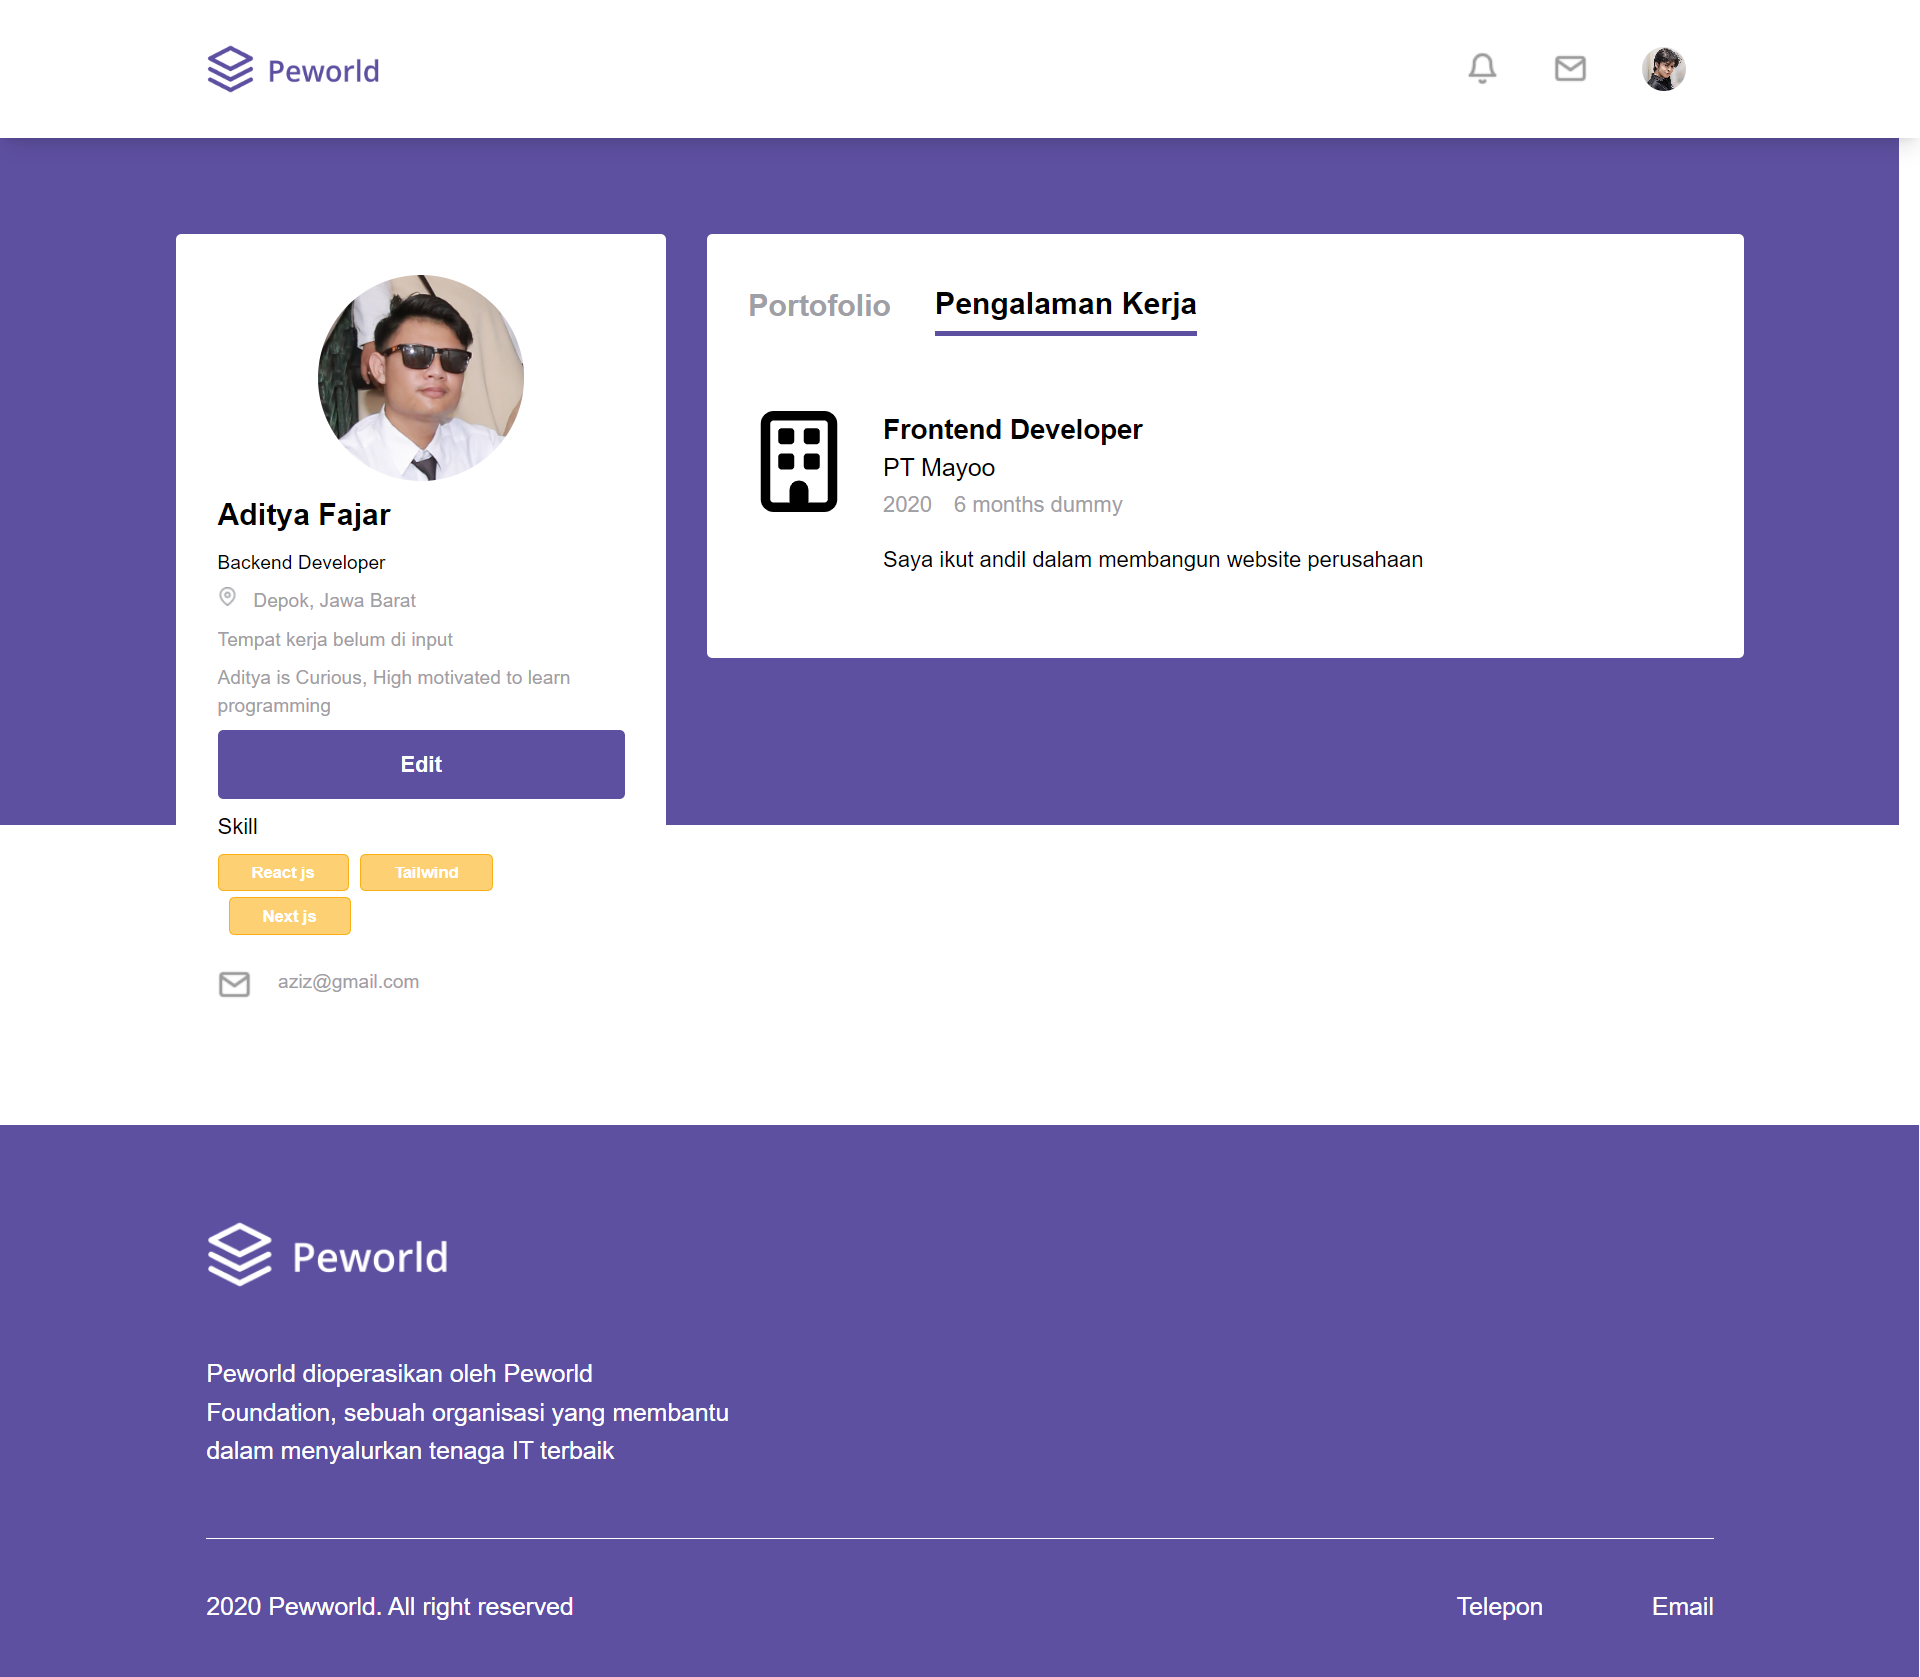 Peworld
Portofolio
Pengalaman Kerja
Aditya Fajar
Backend Developer
Depok, Jawa Barat
Tempat kerja belum di input
Aditya is Curious, High motivated to learn
programming
Edit
Skill
React js
Tailwind
Next js
aziz@gmail.com
Frontend Developer
PT Mayoo
2020 6 months dummy
Saya ikut andil dalam membangun website perusahaan
Peworld
Peworld dioperasikan oleh Peworld
Foundation, sebuah organisasi yang membantu
dalam menyalurkan tenaga IT terbaik
2020 Pewworld. All right reserved
Telepon
Email